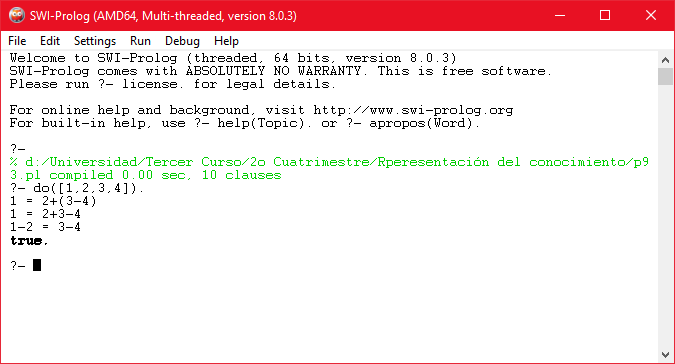 SWI-Prolog (AMD64, Multi-threaded, version 8.0.3)
File Edit Settings Run Debug Help
Welcome to SWI-Prolog (threaded, 64 bits, version 8.0.3)
SWI-Prolog comes with ABSOLUTELY NO WARRANTY. This is free software.
Please run ?- license. for legal details.
For online help and background, visit http://www.swi-prolog.org
For built-in help, use ?- help(Topic). or ?- apropos(Word).
?-
% d:/Universidad/Tercer Curso/2o Cuatrimestre/Rperesentación del conocimiento/p9
3.pl compiled 0.00 sec, 10 clauses
?- do([1,2,3,4]).
1 = 2+(3-4)
1 = 2+3-4
1-2 = 3-4
true.
?-